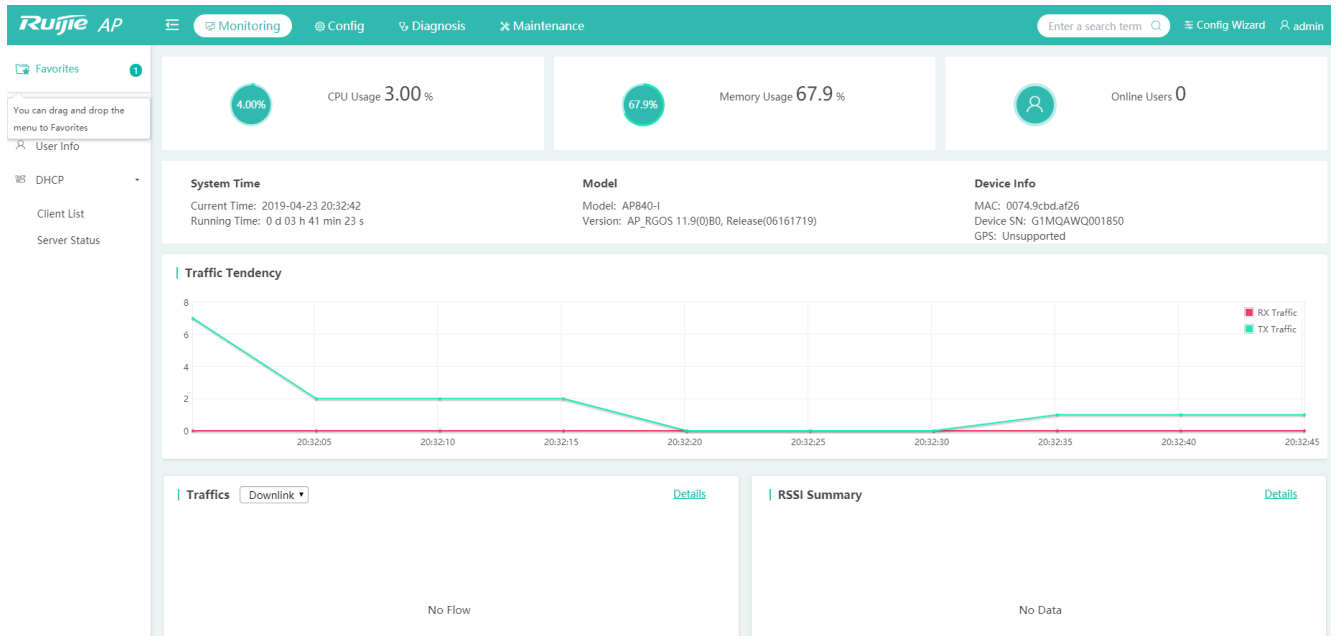 Ruijie AP
Monitoring
Config
Diagnosis
Maintenance
Enter a search term
Config Wizard
admin
Favorites
1
You can drag and drop the
menu to Favorites
User Info
DHCP
Client List
Server Status
4.00%
CPU Usage 3.00 %
67.9%
Memory Usage 67.9 %
Online Users 0
System Time
Current Time: 2019-04-23 20:32:42
Running Time: 0 d 03 h 41 min 23 s
Model
Model: AP840-I
Version: AP_RGOS 11.9(0)B0, Release(06161719)
Device Info
MAC: 0074.9cbd.af26
Device SN: G1MQAWQ001850
GPS: Unsupported
Traffic Tendency
8
6
4
2
0
RX Traffic
TX Traffic
20:32:05 20:32:10 20:32:15 20:32:20 20:32:25 20:32:30 20:32:35 20:32:40 20:32:45
Traffics Downlink Details
No Flow
RSSI Summary Details
No Data